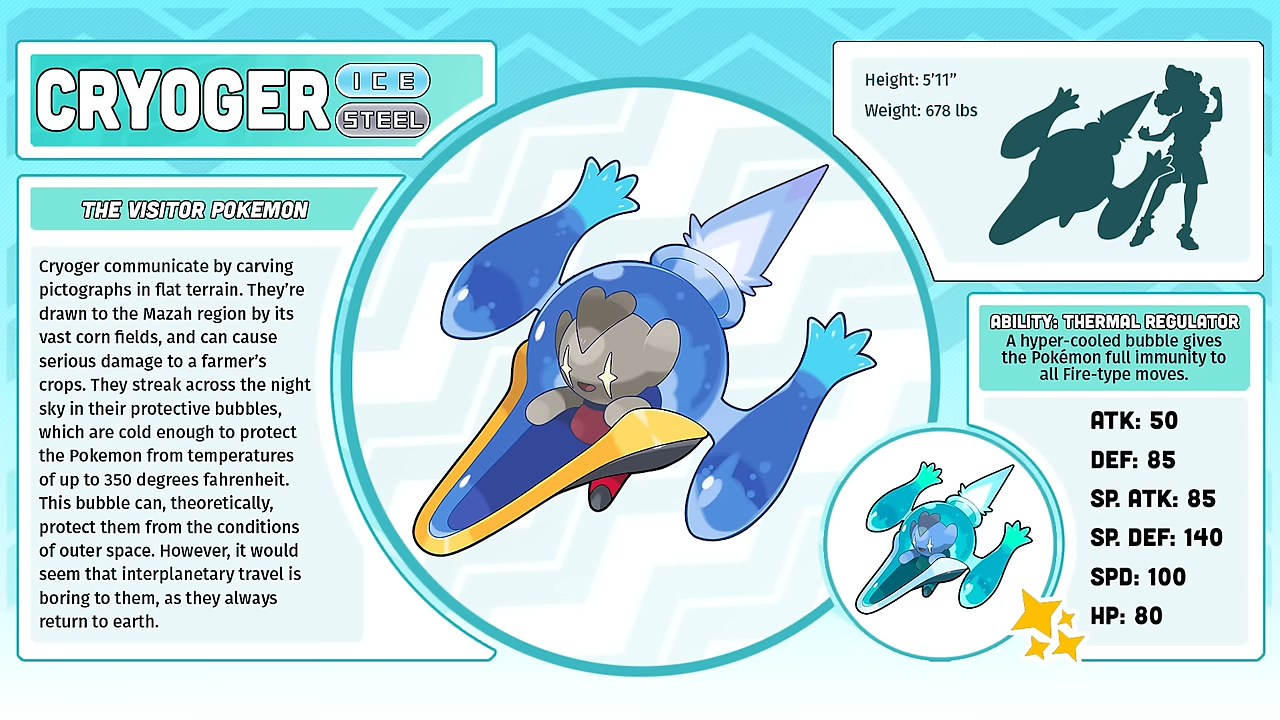 CRYOGER
ICE
STEEL
THE VISITOR POKEMON
Cryoger communicate by carving
pictographs in flat terrain. They’re
drawn to the Mazah region by its
vast corn fields, and can cause
serious damage to a farmer’s
crops. They streak across the night
sky in their protective bubbles,
which are cold enough to protect
the Pokemon from temperatures
of up to 350 degrees fahrenheit.
This bubble can, theoretically,
protect them from the conditions
of outer space. However, it would
seem that interplanetary travel is
boring to them, as they always
return to earth.
Height: 5’11”
Weight: 678 lbs
ABILITY: THERMAL REGULATOR
A hyper-cooled bubble gives
the Pokémon full immunity to
all Fire-type moves.
ATK: 50
DEF: 85
SP. ATK: 85
SP. DEF: 140
SPD: 100
HP: 80